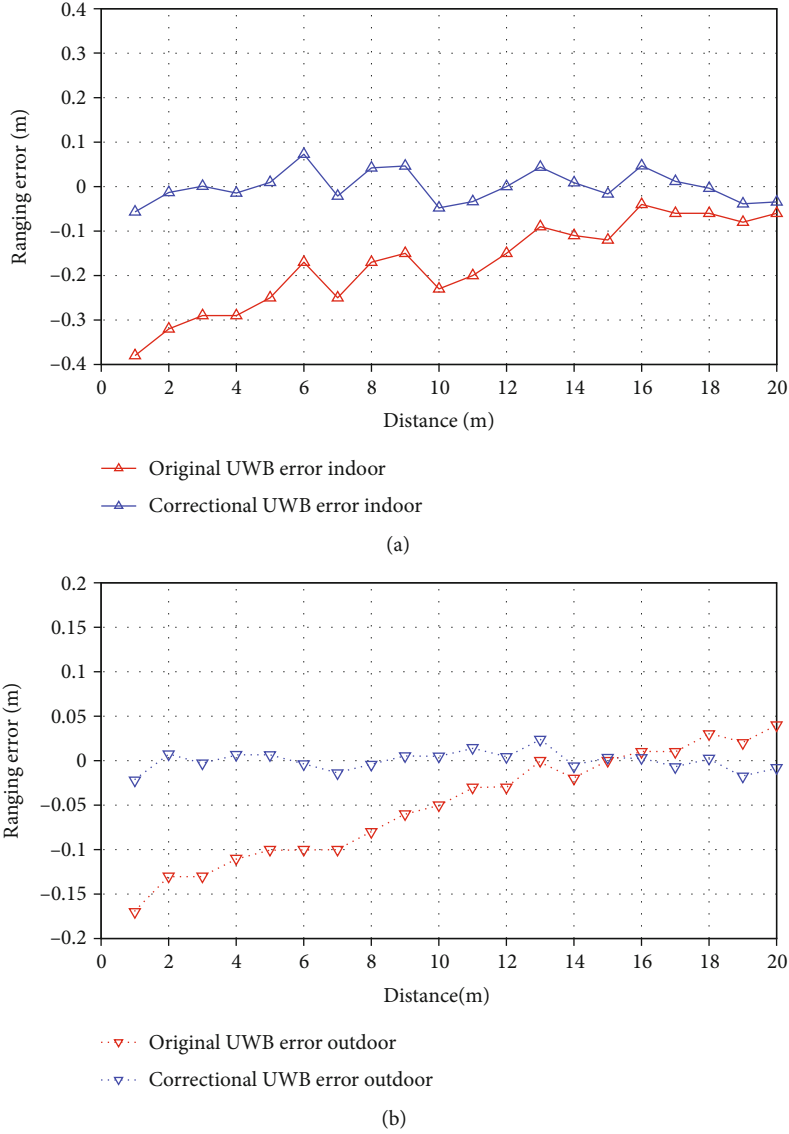 0.4
0.3
0.2
0.1
0
−0.1
−0.2
−0.3
−0.4
Ranging error (m)
0 2 4 6 8 10 12 14 16 18 20
Distance (m)
Original UWB error indoor
Correctional UWB error indoor
(a)
0.2
0.15
0.1
0.05
0
−0.05
−0.1
−0.15
−0.2
Ranging error (m)
0 2 4 6 8 10 12 14 16 18 20
Distance(m)
Original UWB error outdoor
Correctional UWB error outdoor
(b)